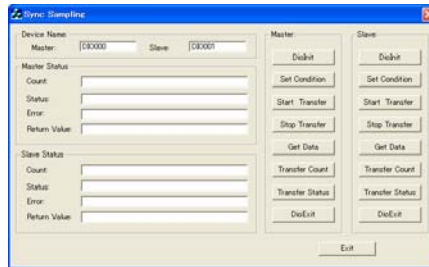 Sync Sampling
Device Name
Master: DIO000 Slave: DIO001
Master Status
Count:
Status:
Error:
Return Value:
Slave Status
Count:
Status:
Error:
Return Value:
Master:
DioInit
Set Condition
Start Transfer
Stop Transfer
Get Data
Transfer Count
Transfer Status
DioExit
Slave:
DioInit
Set Condition
Start Transfer
Stop Transfer
Get Data
Transfer Count
Transfer Status
DioExit
Exit